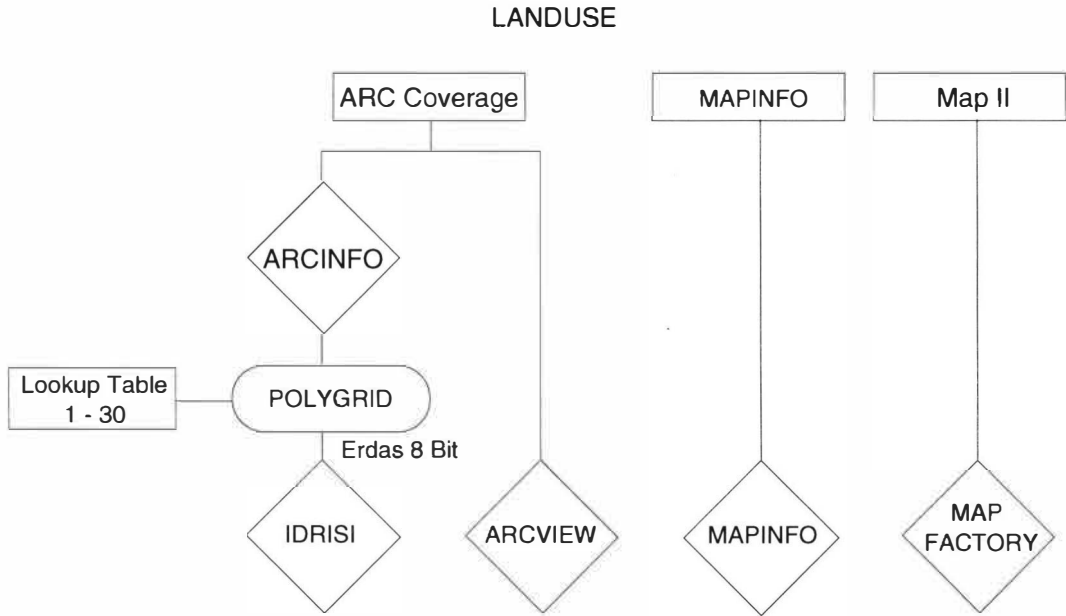 LANDUSE
ARC Coverage
MAPINFO
Map II
ARCINFO
Lookup Table
1 - 30
POLYGRID
Erdas 8 Bit
IDRISI
ARCVIEW
MAPINFO
MAP
FACTORY